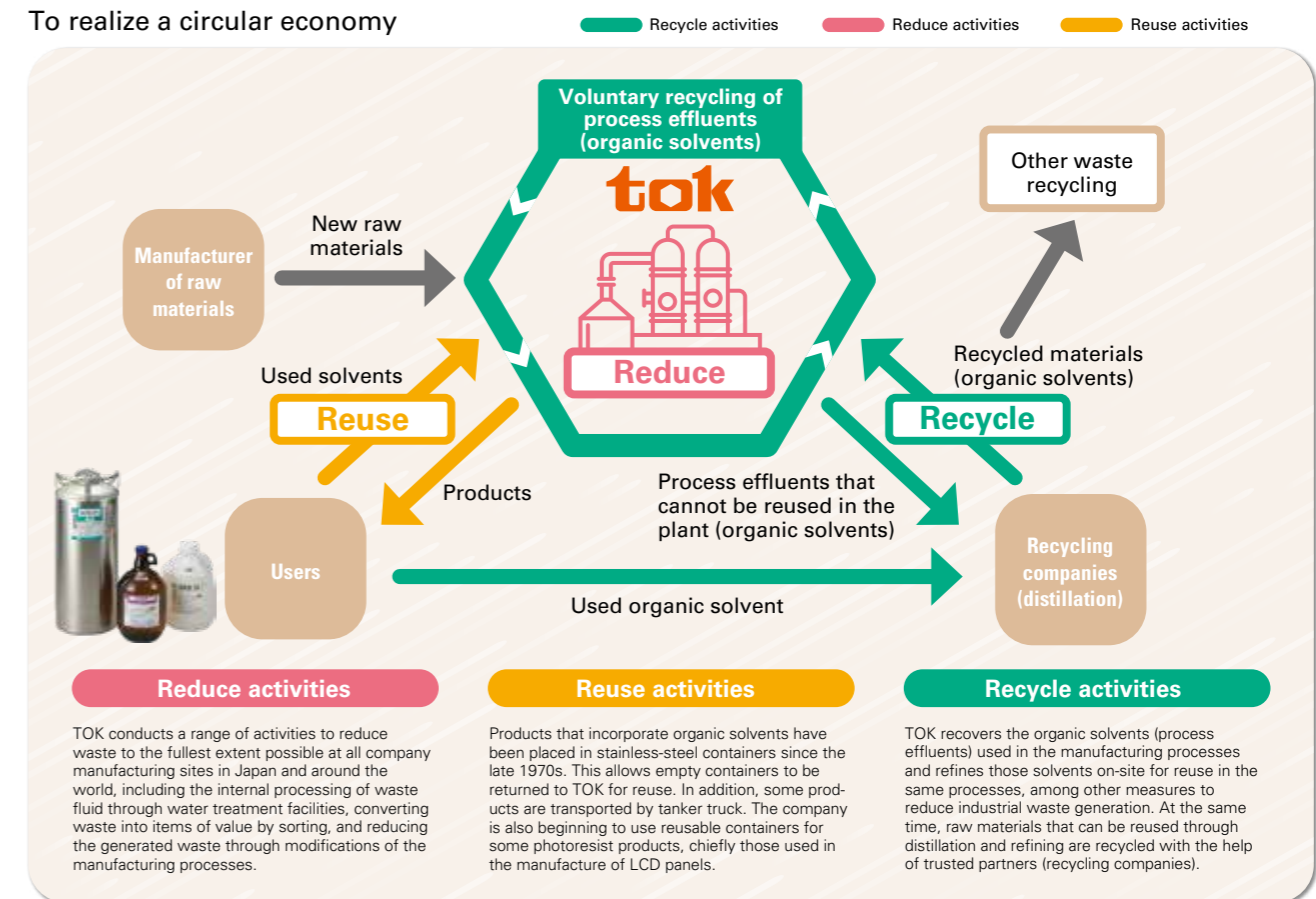 To realize a circular economy
Recycle activities
Reduce activities
Reuse activities
Voluntary recycling of
process effluents
(organic solvents)
tok
Reduce
Other waste
recycling
Manufacturer
of raw
materials
New raw
materials
Used solvents
Reuse
Products
Recycled materials
(organic solvents)
Recycle
Process effluents that
cannot be reused in the
plant (organic solvents)
Users
Used organic solvent
Recycling
companies
(distillation)
Reduce activities
TOK conducts a range of activities to reduce
waste to the fullest extent possible at all company
manufacturing sites in Japan and around the
world, including the internal processing of waste
fluid through water treatment facilities, converting
waste into items of value by sorting, and reducing
the generated waste through modifications of the
manufacturing processes.
Reuse activities
Products that incorporate organic solvents have
been placed in stainless-steel containers since the
late 1970s. This allows empty containers to be
returned to TOK for reuse. In addition, some prod-
ucts are transported by tanker truck. The company
is also beginning to use reusable containers for
some photoresist products, chiefly those used in
the manufacture of LCD panels.
Recycle activities
TOK recovers the organic solvents (process
effluents) used in the manufacturing processes
and refines those solvents on-site for reuse in the
same processes, among other measures to
reduce industrial waste generation. At the same
time, raw materials that can be reused through
distillation and refining are recycled with the help
of trusted partners (recycling companies).